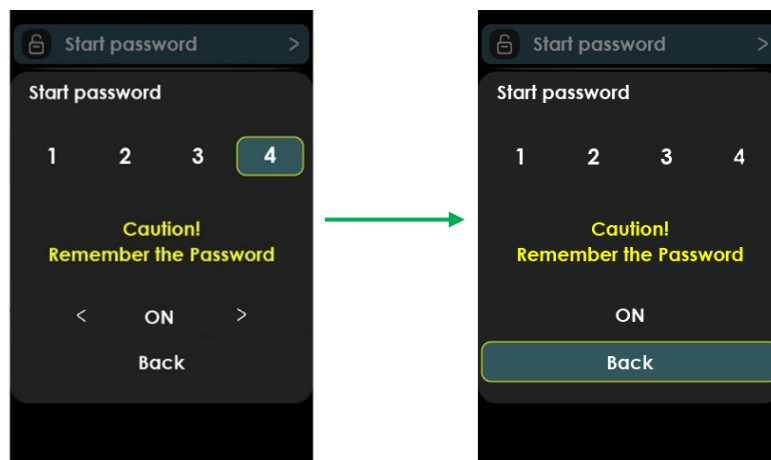 Start password >
Start password
1 2 3 4
Caution!
Remember the Password
< ON >
Back
Start password >
Start password
1 2 3 4
Caution!
Remember the Password
ON
Back